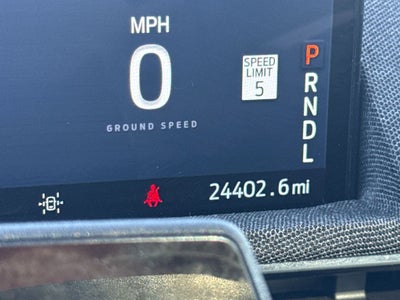 MPH
0
GROUND SPEED
SPEED
LIMIT
5
P
R
N
D
L
24402.6 mi